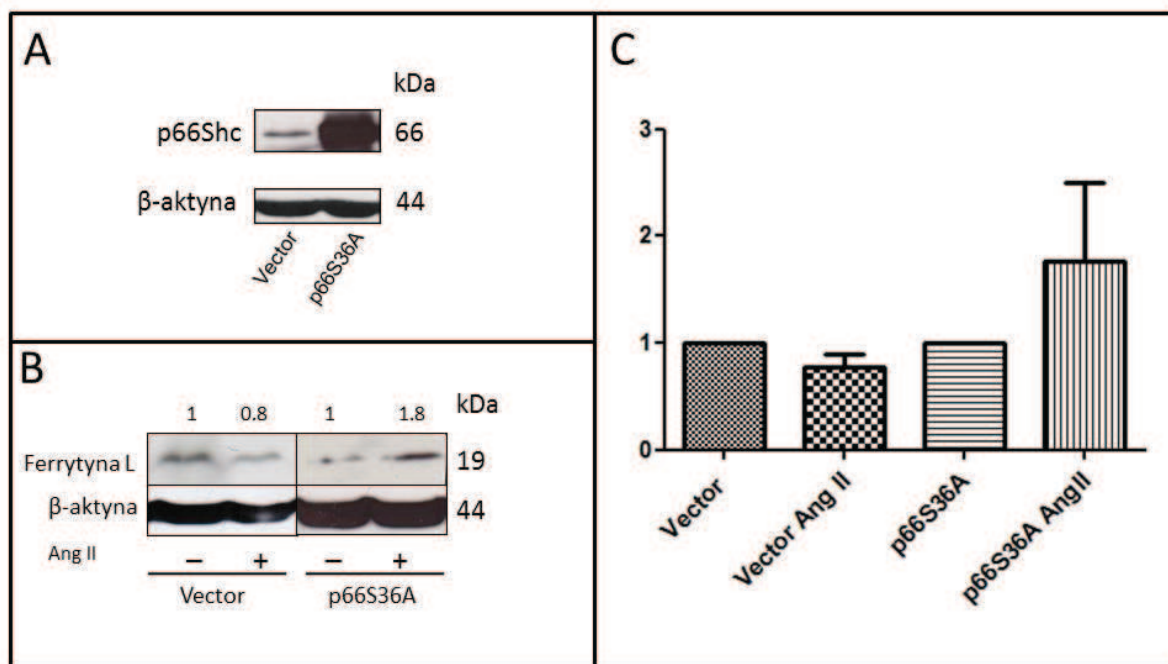 A
kDa
p66Shc 66
β-aktyna 44
Vector p66S36A
B
1 0.8 1 1.8 kDa
Ferrytyna L 19
β-aktyna 44
Ang II − + − +
Vector p66S36A
C
3
2
1
0
Vector Vector Ang II p66S36A p66S36A AngII